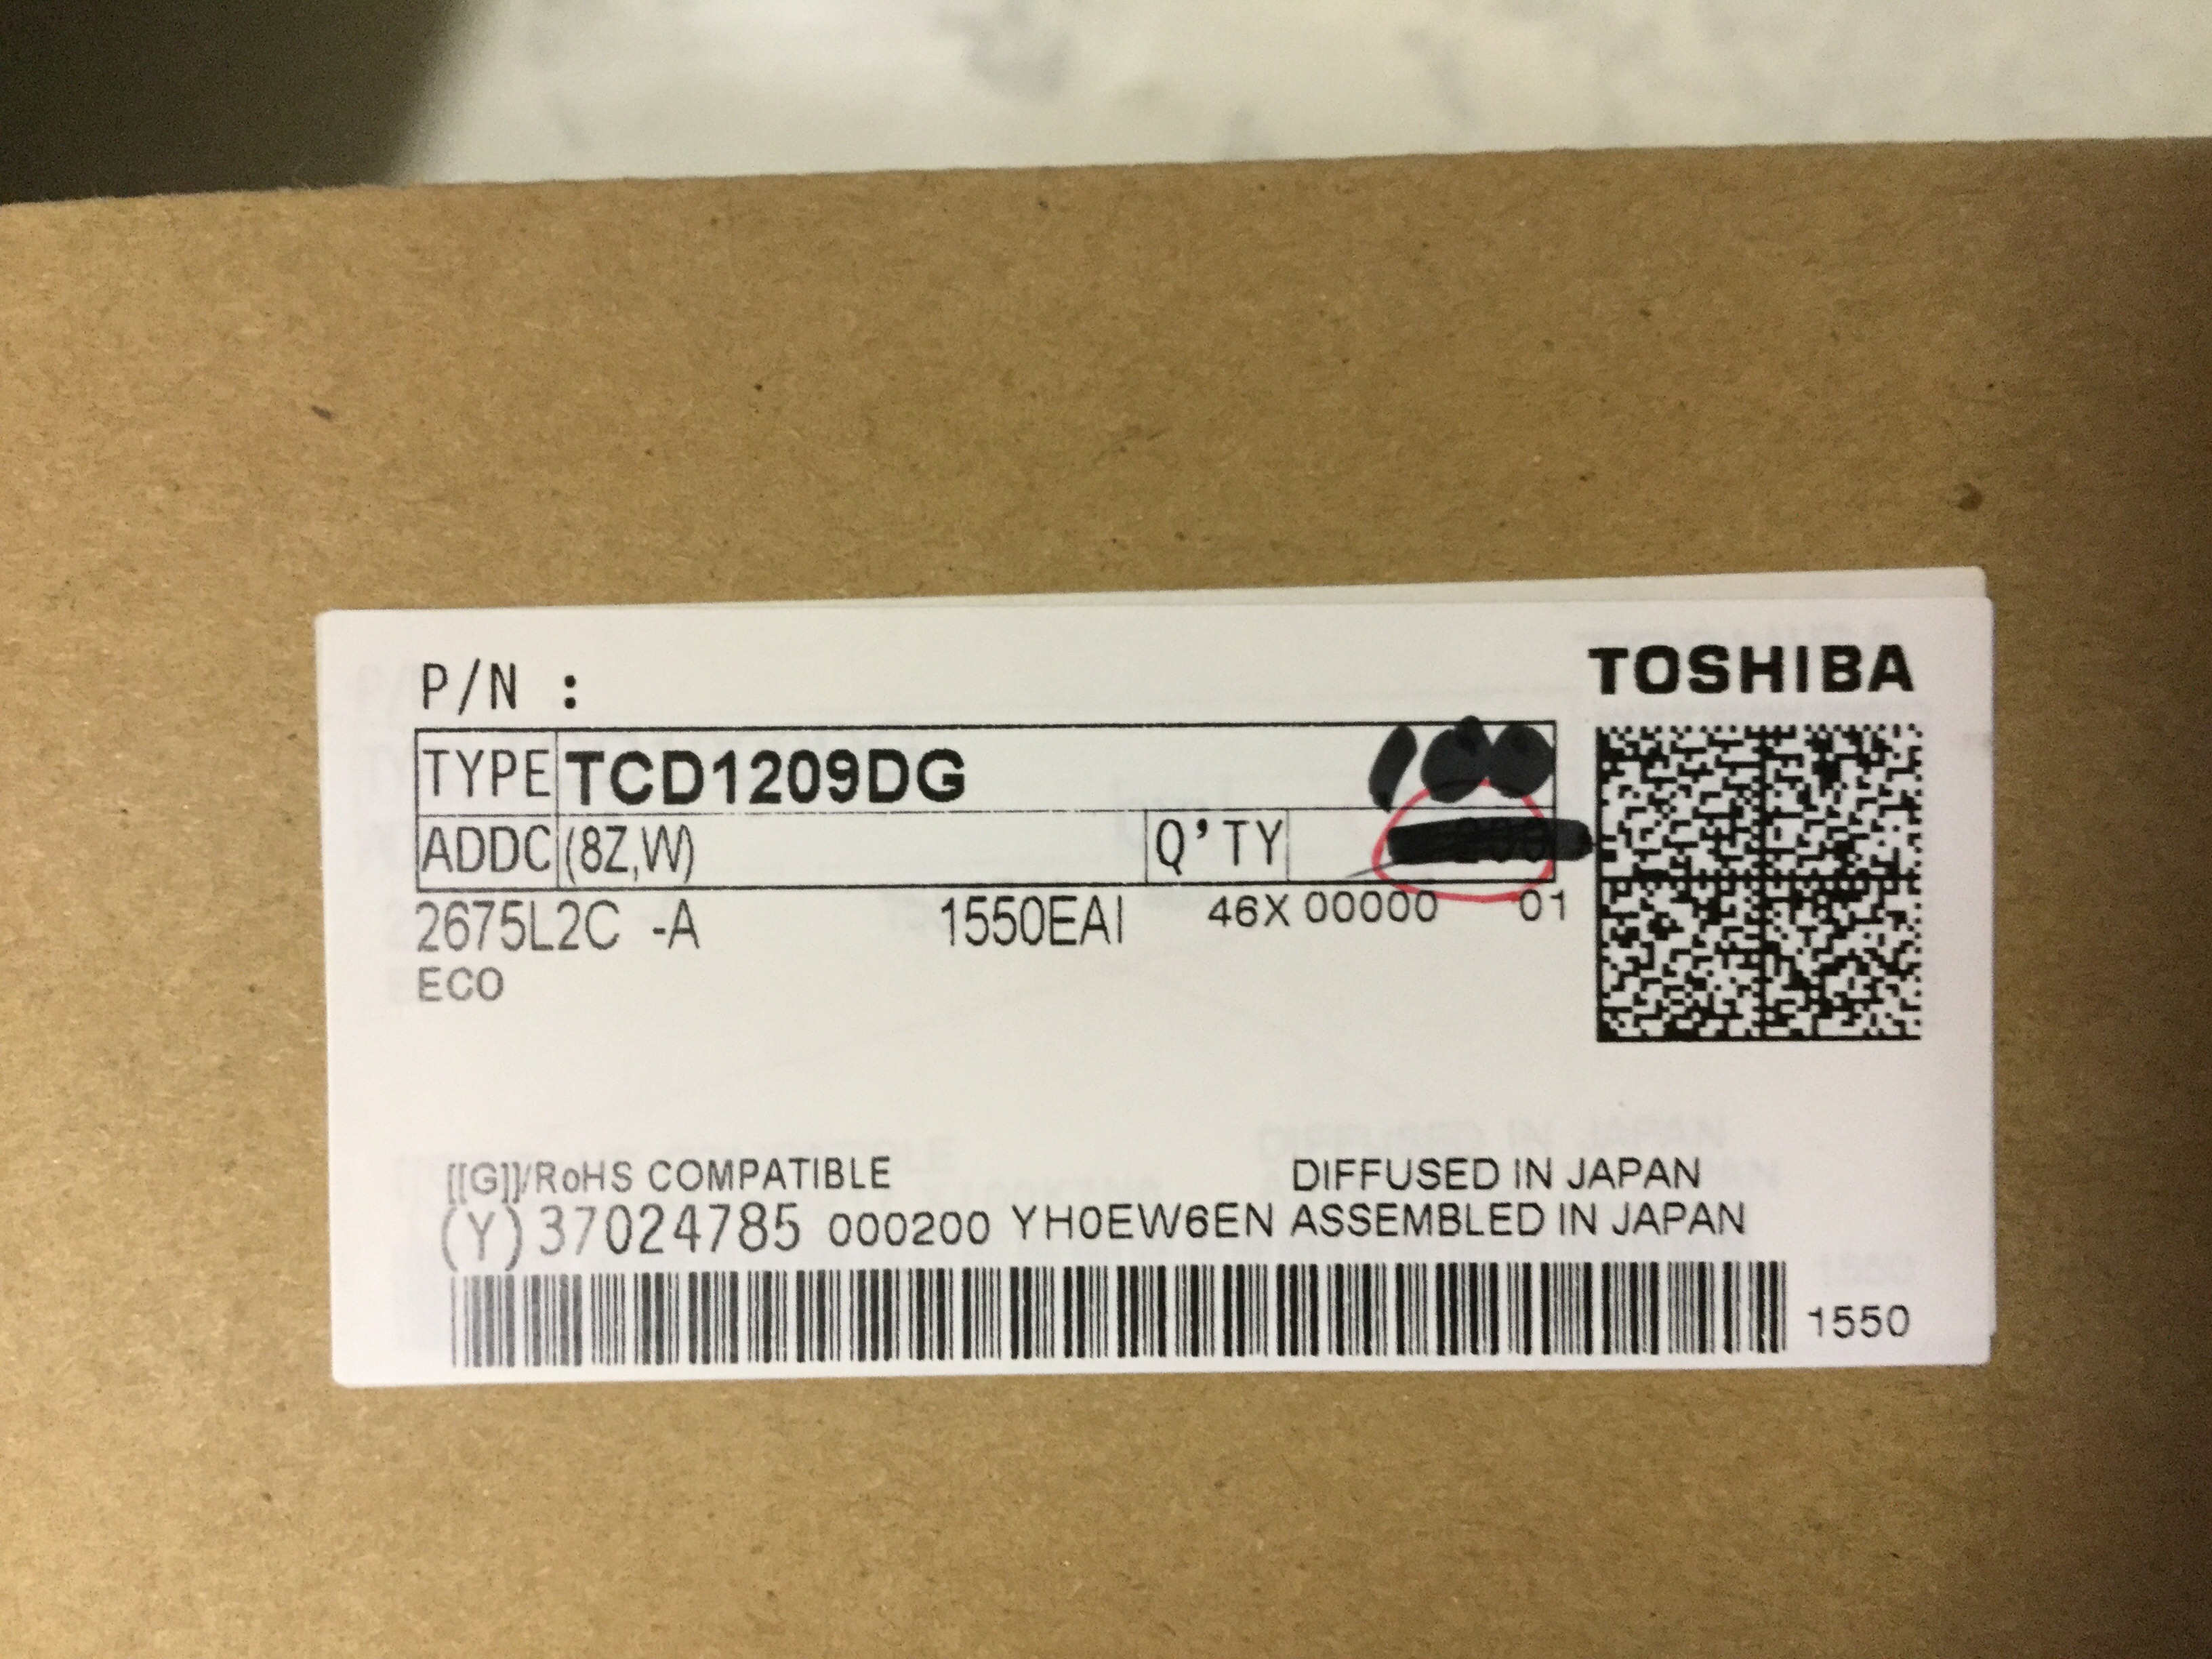 P/N :
TOSHIBA
TYPE TCD1209DG
ADDC (8Z,W) Q'TY
2675L2C -A 1550EAI 46X 00000 01
ECO
[[G]]/RoHS COMPATIBLE DIFFUSED IN JAPAN
(Y) 37024785 000200 YH0EW6EN ASSEMBLED IN JAPAN
1550